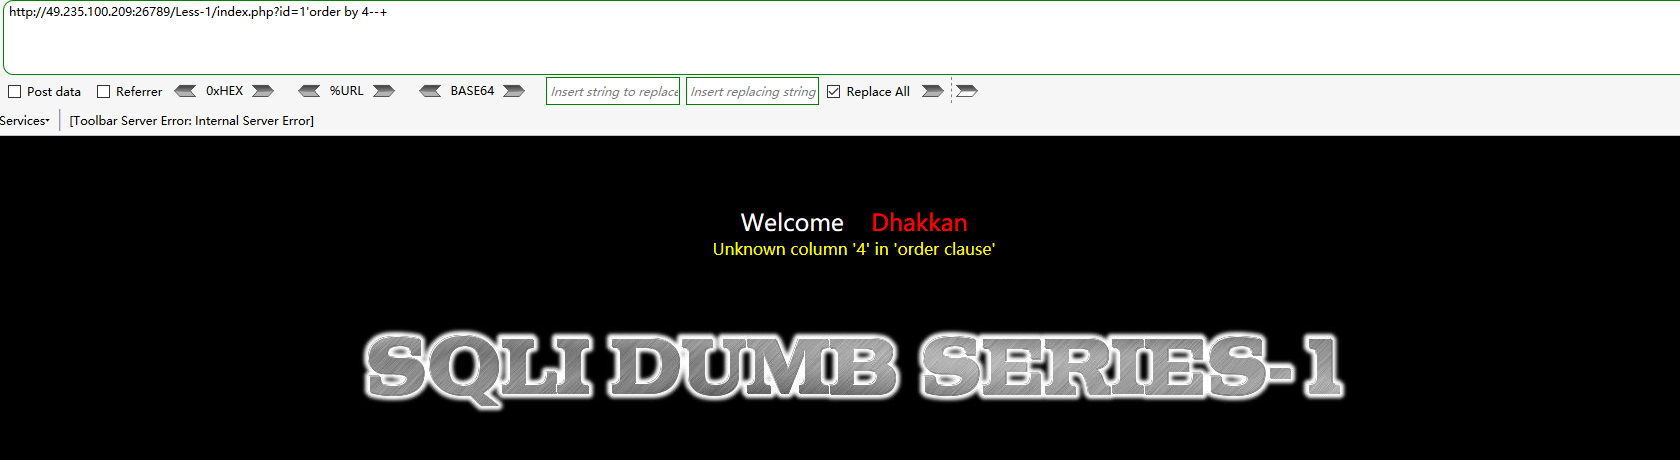 http://49.235.100.209:26789/Less-1/index.php?id=1'order by 4--+
Post data Referrer 0xHEX %URL BASE64 Insert string to replace Insert replacing string Replace All
Services [Toolbar Server Error: Internal Server Error]
Welcome Dhakkan
Unknown column '4' in 'order clause'
SQLI DUMB SERIES-1